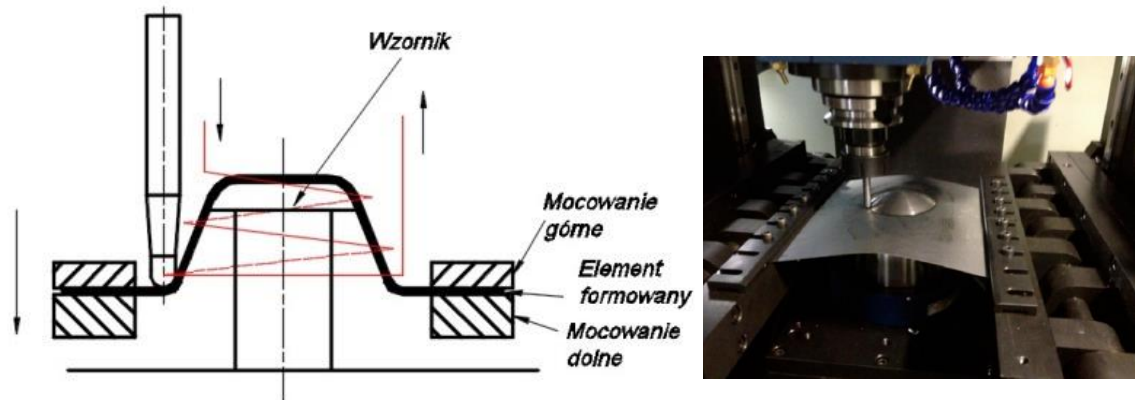 Wzornik
Mocowanie
górne
Element
formowany
Mocowanie
dolne